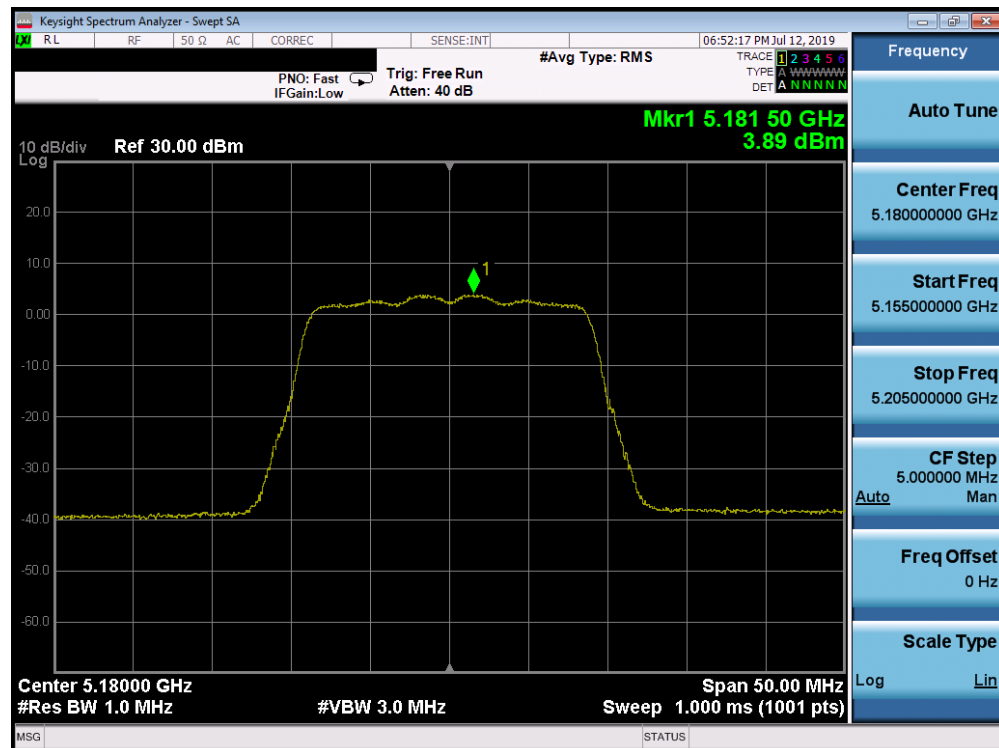 Keysight Spectrum Analyzer - Swept SA
LXI RL RF 50 Ω AC CORREC SENSE:INT 06:52:17 PM Jul 12, 2019
#Avg Type: RMS
TRACE 1 2 3 4 5 6
TYPE A WWWWW
DET A N N N N N
PNO: Fast
IFGain:Low
Trig: Free Run
Atten: 40 dB
Mkr1 5.181 50 GHz
3.89 dBm
10 dB/div Ref 30.00 dBm
Log
20.0
10.0
0.00
-10.0
-20.0
-30.0
-40.0
-50.0
-60.0
1
Center 5.18000 GHz Span 50.00 MHz
#Res BW 1.0 MHz #VBW 3.0 MHz Sweep 1.000 ms (1001 pts)
MSG STATUS
Frequency
Auto Tune
Center Freq
5.180000000 GHz
Start Freq
5.155000000 GHz
Stop Freq
5.205000000 GHz
CF Step
5.000000 MHz
Auto Man
Freq Offset
0 Hz
Scale Type
Log Lin